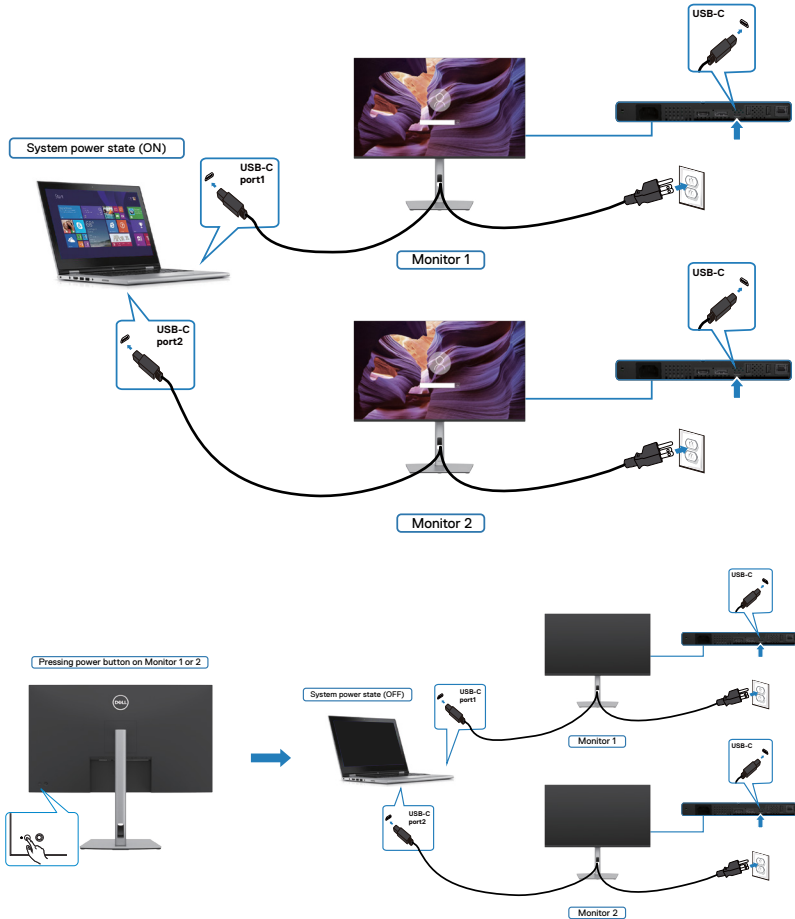 USB-C
System power state (ON)
USB-C
port1
Monitor 1
USB-C
USB-C
port2
Monitor 2
USB-C
Pressing power button on Monitor 1 or 2
DELL
System power state (OFF)
USB-C
port1
Monitor 1
USB-C
USB-C
port2
Monitor 2